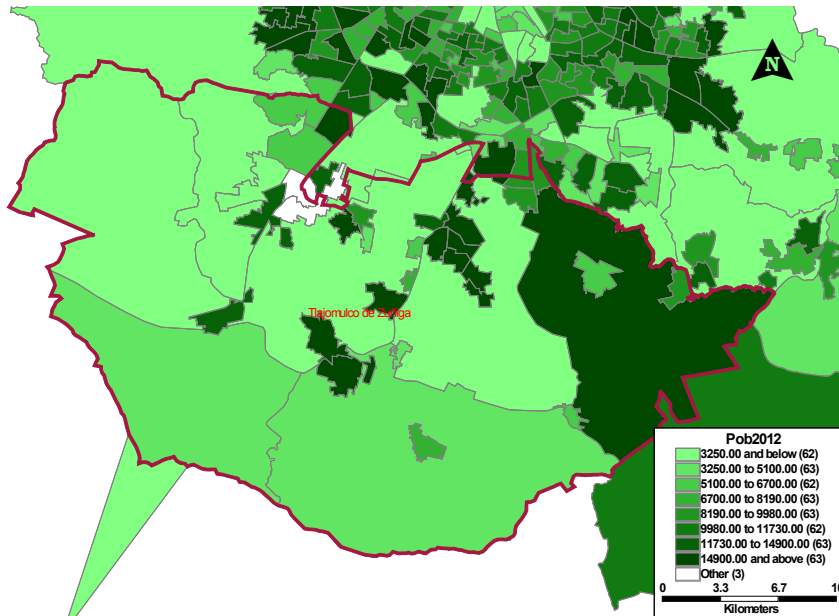 N
Tlajomulco de Zuñiga
Pob2012
3250.00 and below (62)
3250.00 to 5100.00 (63)
5100.00 to 6700.00 (62)
6700.00 to 8190.00 (63)
8190.00 to 9980.00 (63)
9980.00 to 11730.00 (62)
11730.00 to 14900.00 (63)
14900.00 and above (63)
Other (3)
0 3.3 6.7 10
Kilometers